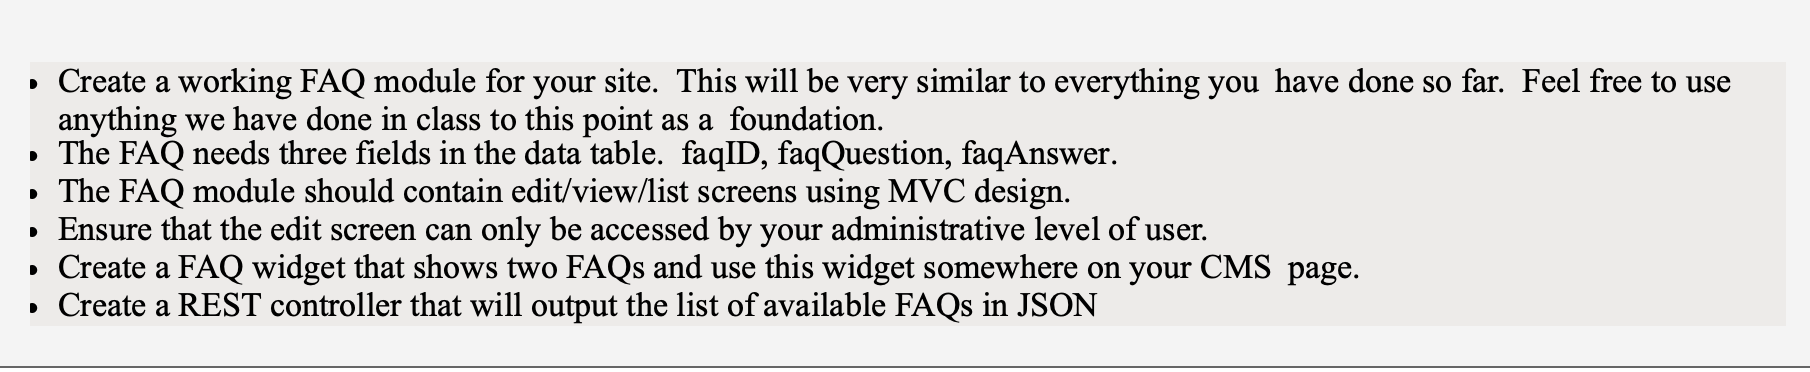 • Create a working FAQ module for your site.  This will be very similar to everything you  have done so far.  Feel free to use
anything we have done in class to this point as a  foundation.
• The FAQ needs three fields in the data table.  faqID, faqQuestion, faqAnswer.
• The FAQ module should contain edit/view/list screens using MVC design.
• Ensure that the edit screen can only be accessed by your administrative level of user.
• Create a FAQ widget that shows two FAQs and use this widget somewhere on your CMS  page.
• Create a REST controller that will output the list of available FAQs in JSON